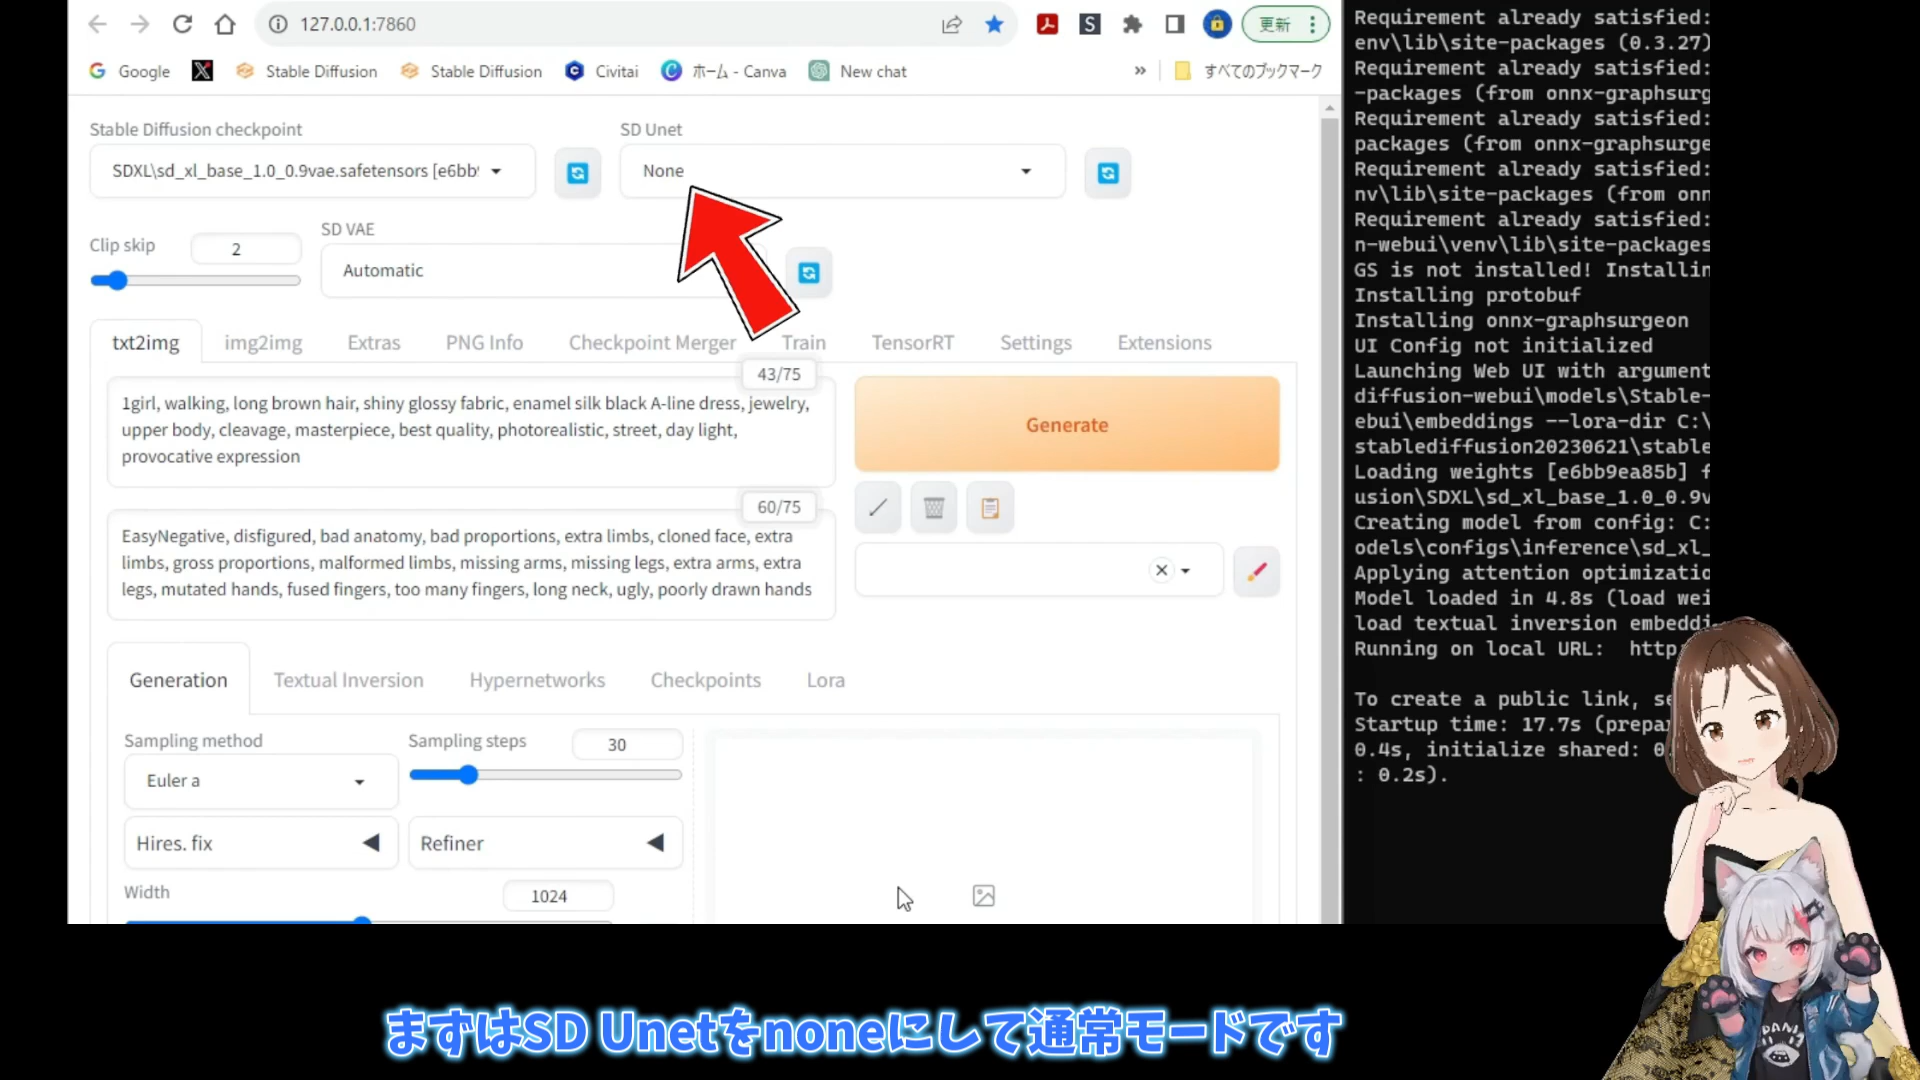 127.0.0.1:7860
更新
Google
Stable Diffusion
Stable Diffusion
Civitai
ホーム - Canva
New chat
»
すべてのブックマーク
Stable Diffusion checkpoint
SD Unet
SDXL\sd_xl_base_1.0_0.9vae.safetensors [e6bb
None
Clip skip
2
SD VAE
Automatic
txt2img
img2img
Extras
PNG Info
Checkpoint Merger
Train
TensorRT
Settings
Extensions
43/75
1girl, walking, long brown hair, shiny glossy fabric, enamel silk black A-line dress, jewelry,
upper body, cleavage, masterpiece, best quality, photorealistic, street, day light,
provocative expression
Generate
60/75
EasyNegative, disfigured, bad anatomy, bad proportions, extra limbs, cloned face, extra
limbs, gross proportions, malformed limbs, missing arms, missing legs, extra arms, extra
legs, mutated hands, fused fingers, too many fingers, long neck, ugly, poorly drawn hands
Generation
Textual Inversion
Hypernetworks
Checkpoints
Lora
Sampling method
Sampling steps
30
Euler a
Hires. fix
Refiner
Width
1024
Requirement already satisfied:
env\lib\site-packages (0.3.27)
Requirement already satisfied:
-packages (from onnx-graphsurg
Requirement already satisfied:
packages (from onnx-graphsurge
Requirement already satisfied:
nv\lib\site-packages (from onn
Requirement already satisfied:
n-webui\venv\lib\site-packages
GS is not installed! Installin
Installing protobuf
Installing onnx-graphsurgeon
UI Config not initialized
Launching Web UI with argument
diffusion-webui\models\Stable-
ebui\embeddings --lora-dir C:\
stablediffusion20230621\stable
Loading weights [e6bb9ea85b] f
usion\SDXL\sd_xl_base_1.0_0.9v
Creating model from config: C:
odels\configs\inference\sd_xl_
Applying attention optimizatio
Model loaded in 4.8s (load wei
load textual inversion embeddi
Running on local URL:  http
To create a public link, se
Startup time: 17.7s (prepa
0.4s, initialize shared: 0
: 0.2s).
まずはSD Unetをnoneにして通常モードです